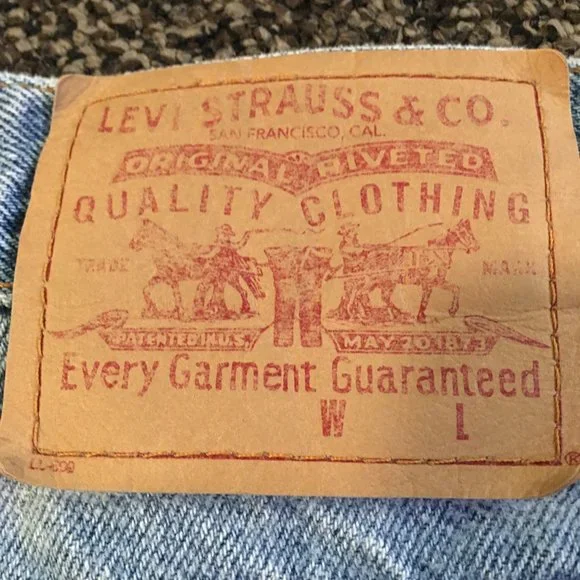 LEVI STRAUSS & CO.
SAN FRANCISCO, CAL.
ORIGINAL RIVETED
QUALITY CLOTHING
TRADE MARK
PATENTED IN U.S. MAY 20 1873
Every Garment Guaranteed
W L
®